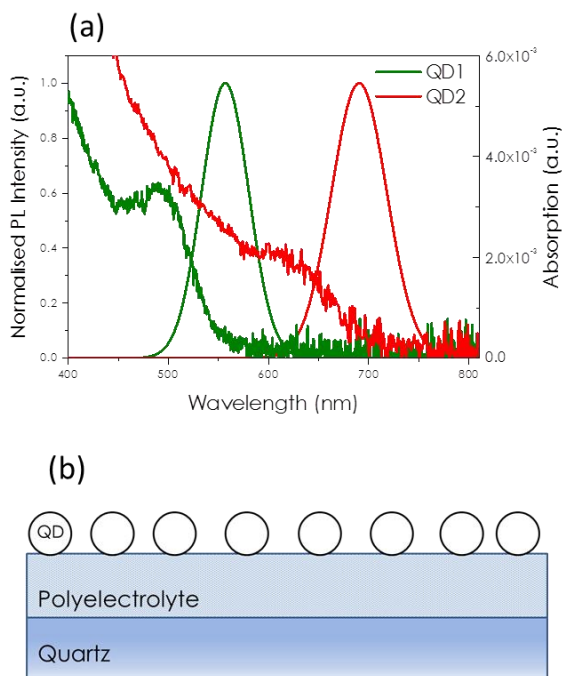 (a)
Normalised PL Intensity (a.u.)
1.0
0.8
0.6
0.4
0.2
0.0
QD1
QD2
6.0x10⁻³
4.0x10⁻³
2.0x10⁻³
0.0
Absorption (a.u.)
400 500 600 700 800
Wavelength (nm)
(b)
QD
Polyelectrolyte
Quartz